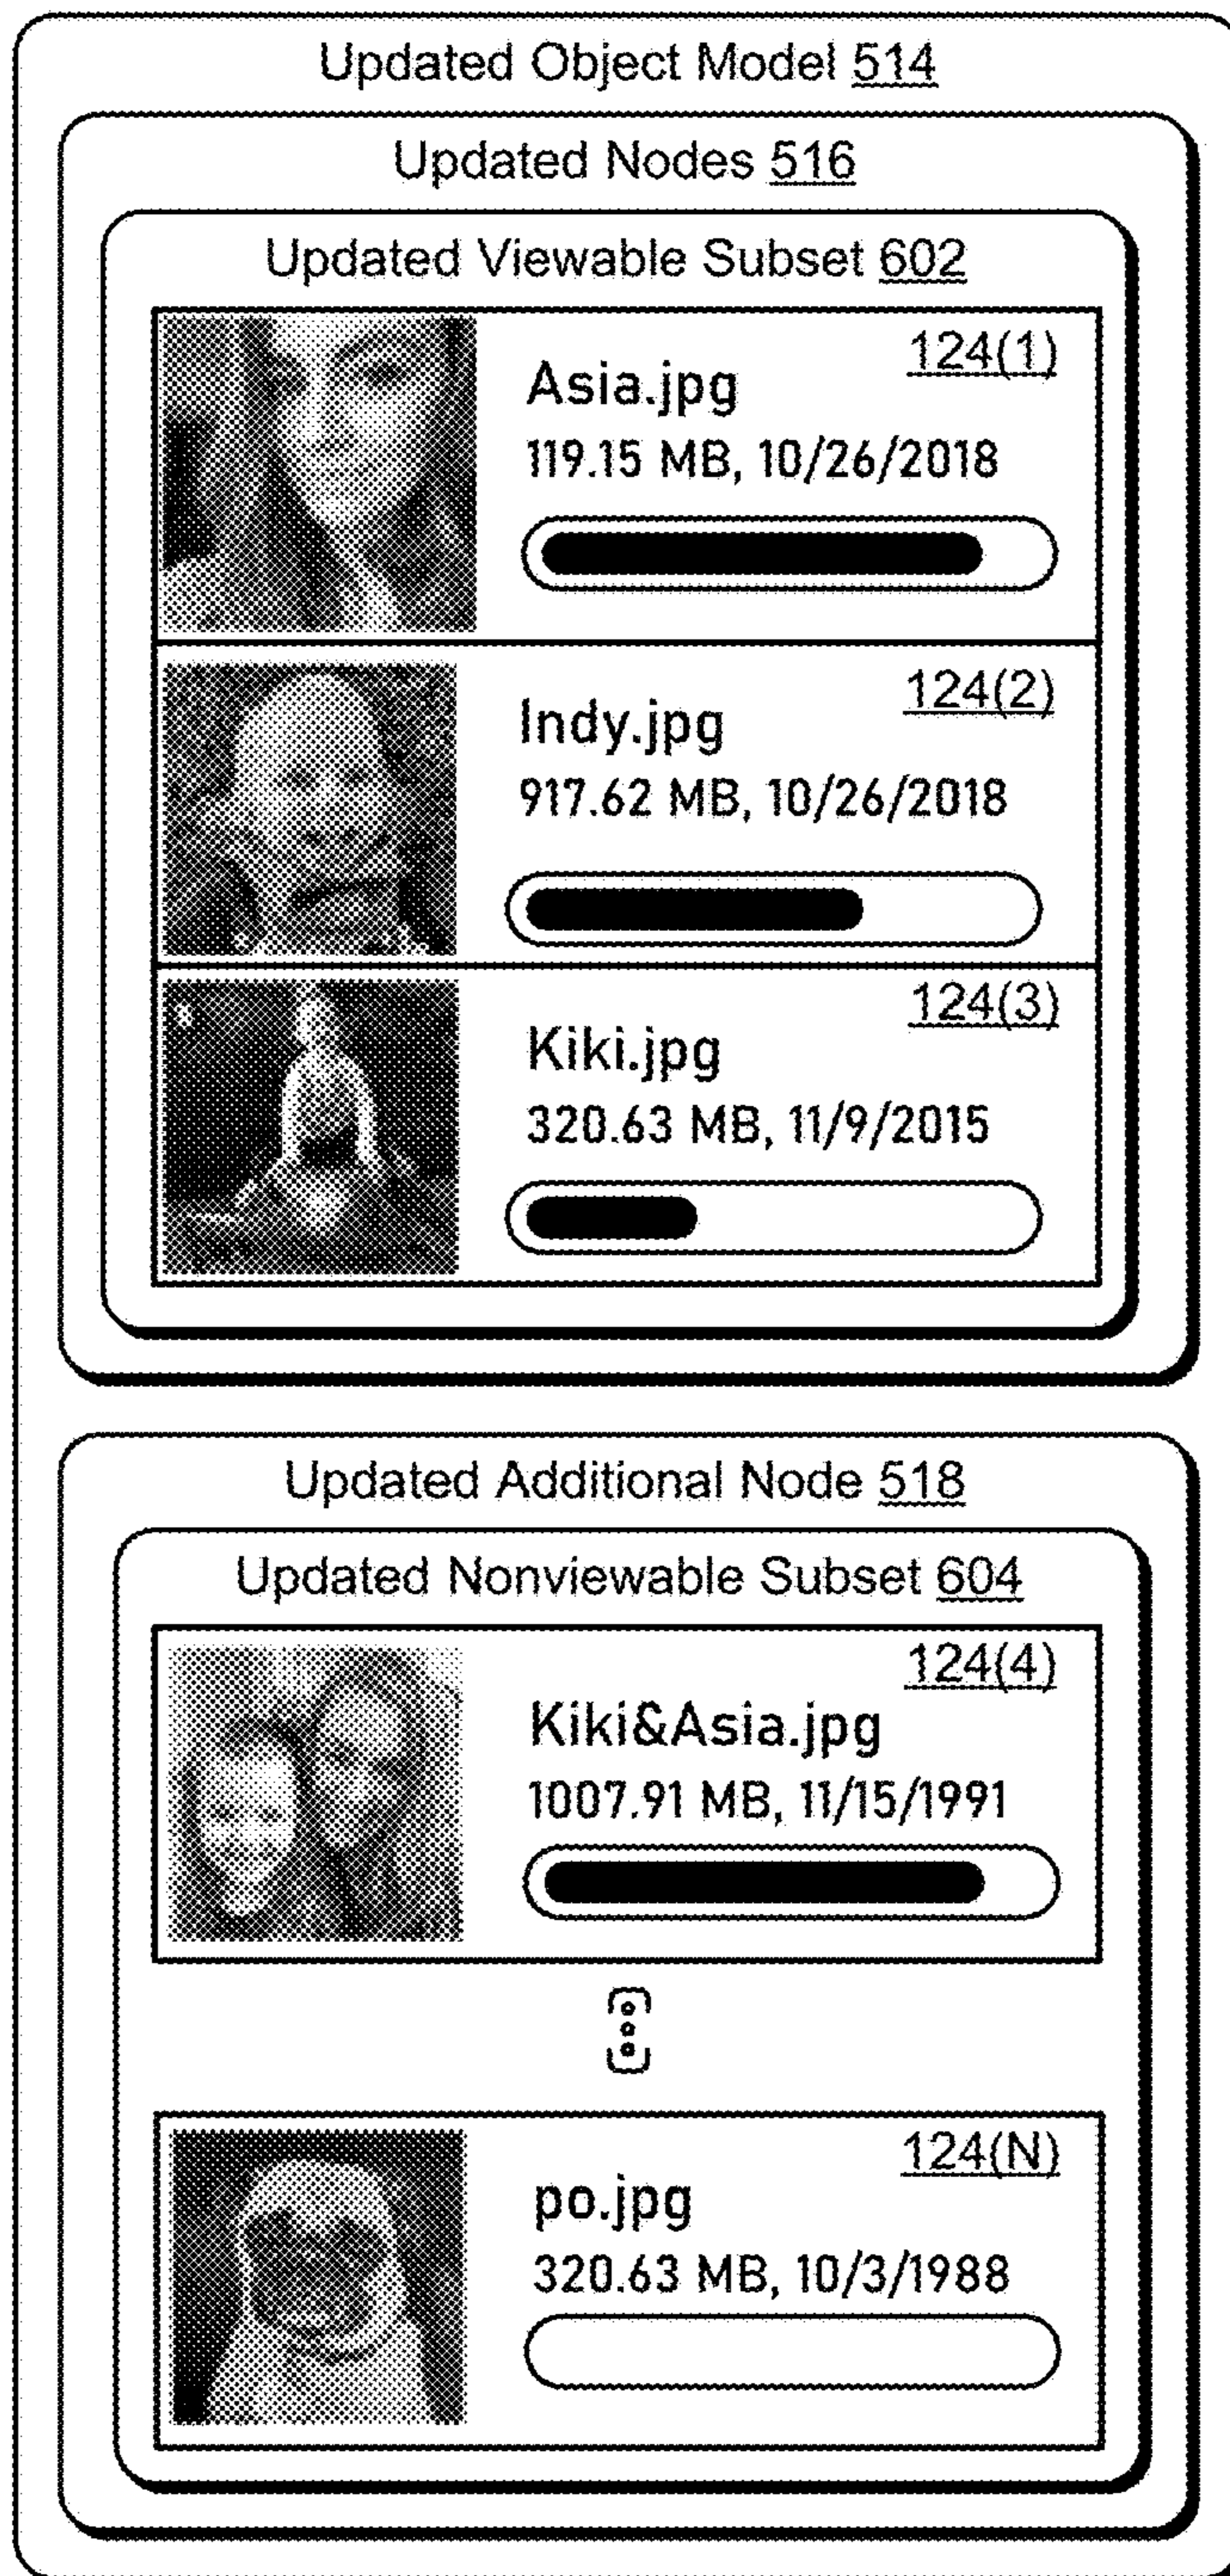 Updated Object Model 514
Updated Nodes 516
Updated Viewable Subset 602
124(1)
Asia.jpg
119.15 MB, 10/26/2018
124(2)
Indy.jpg
917.62 MB, 10/26/2018
124(3)
Kiki.jpg
320.63 MB, 11/9/2015
Updated Additional Node 518
Updated Nonviewable Subset 604
124(4)
Kiki&Asia.jpg
1007.91 MB, 11/15/1991
124(N)
po.jpg
320.63 MB, 10/3/1988